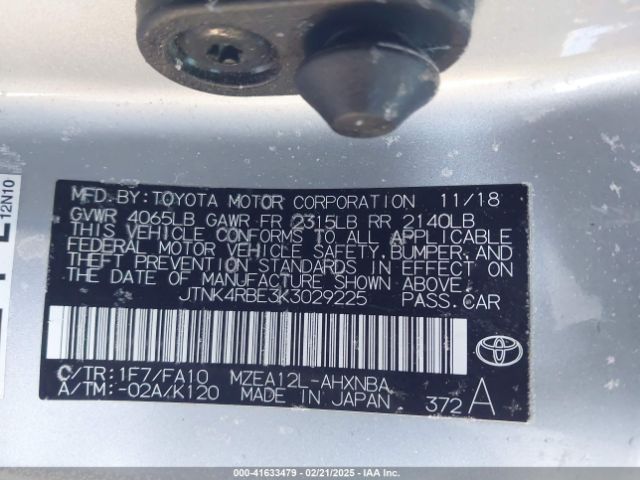 12N10
MFD.BY: TOYOTA MOTOR CORPORATION 11/18
GVWR 4065LB GAWR FR 2315LB RR 2140LB
THIS VEHICLE CONFORMS TO ALL APPLICABLE
FEDERAL MOTOR VEHICLE SAFETY,BUMPER,AND
THEFT PREVENTION STANDARDS IN EFFECT ON
THE DATE OF MANUFACTURE SHOWN ABOVE.
JTNK4RBE3K3029225 PASS.CAR
C/TR: 1F7/FA10 MZEA12L-AHXNBA
A/TM: -02A/K120 MADE IN JAPAN 372 A
TOYOTA
000-41633479 - 02/21/2025 - IAA Inc.